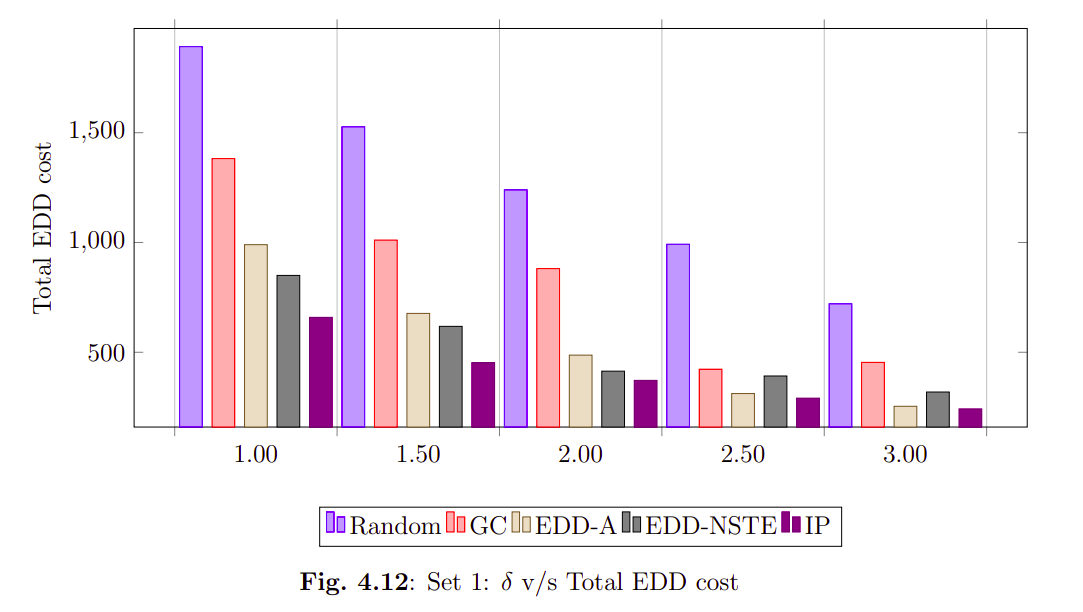 Total EDD cost
1,500
1,000
500
1.00 1.50 2.00 2.50 3.00
Random GC EDD-A EDD-NSTE IP
Fig. 4.12: Set 1: δ v/s Total EDD cost